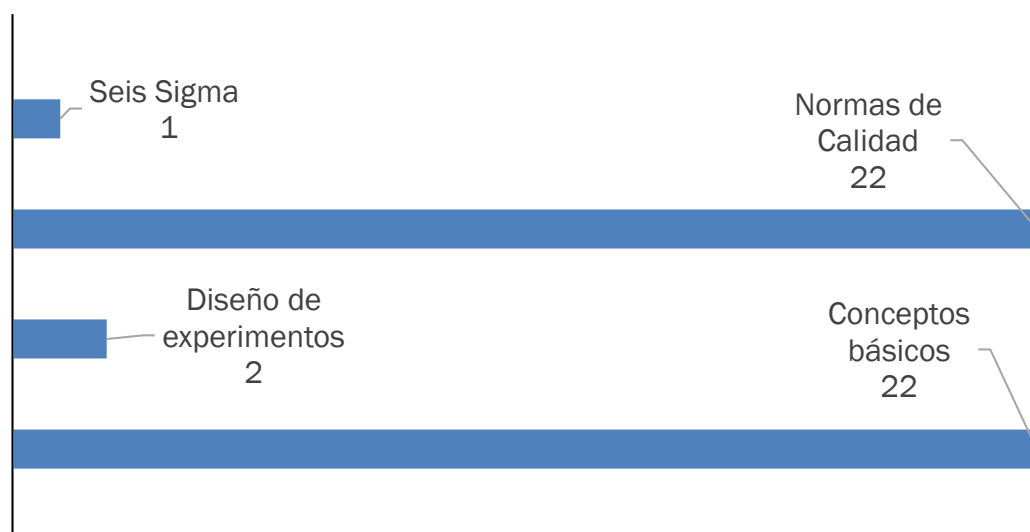 Seis Sigma
1
Normas de
Calidad
22
Diseño de
experimentos
2
Conceptos
básicos
22